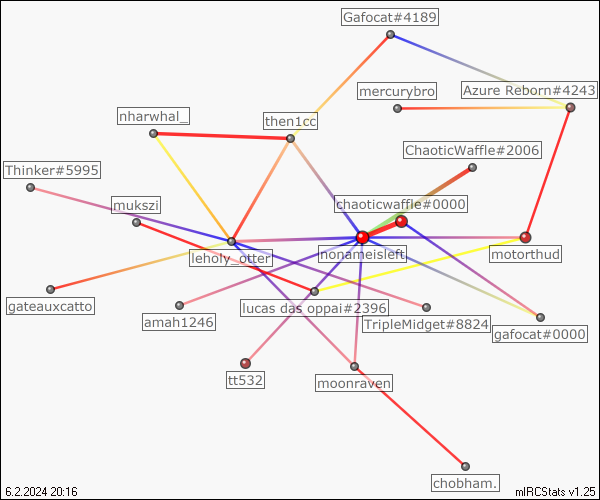 Gafocat#4189
mercurybro
Azure Reborn#4243
nharwhal_
then1cc
ChaoticWaffle#2006
Thinker#5995
mukszi
chaoticwaffle#0000
leholy_otter
nonameisleft
motorthud
gateauxcatto
amah1246
lucas das oppai#2396
TripleMidget#8824
gafocat#0000
tt532
moonraven
chobham.
6.2.2024 20:16
mIRCStats v1.25